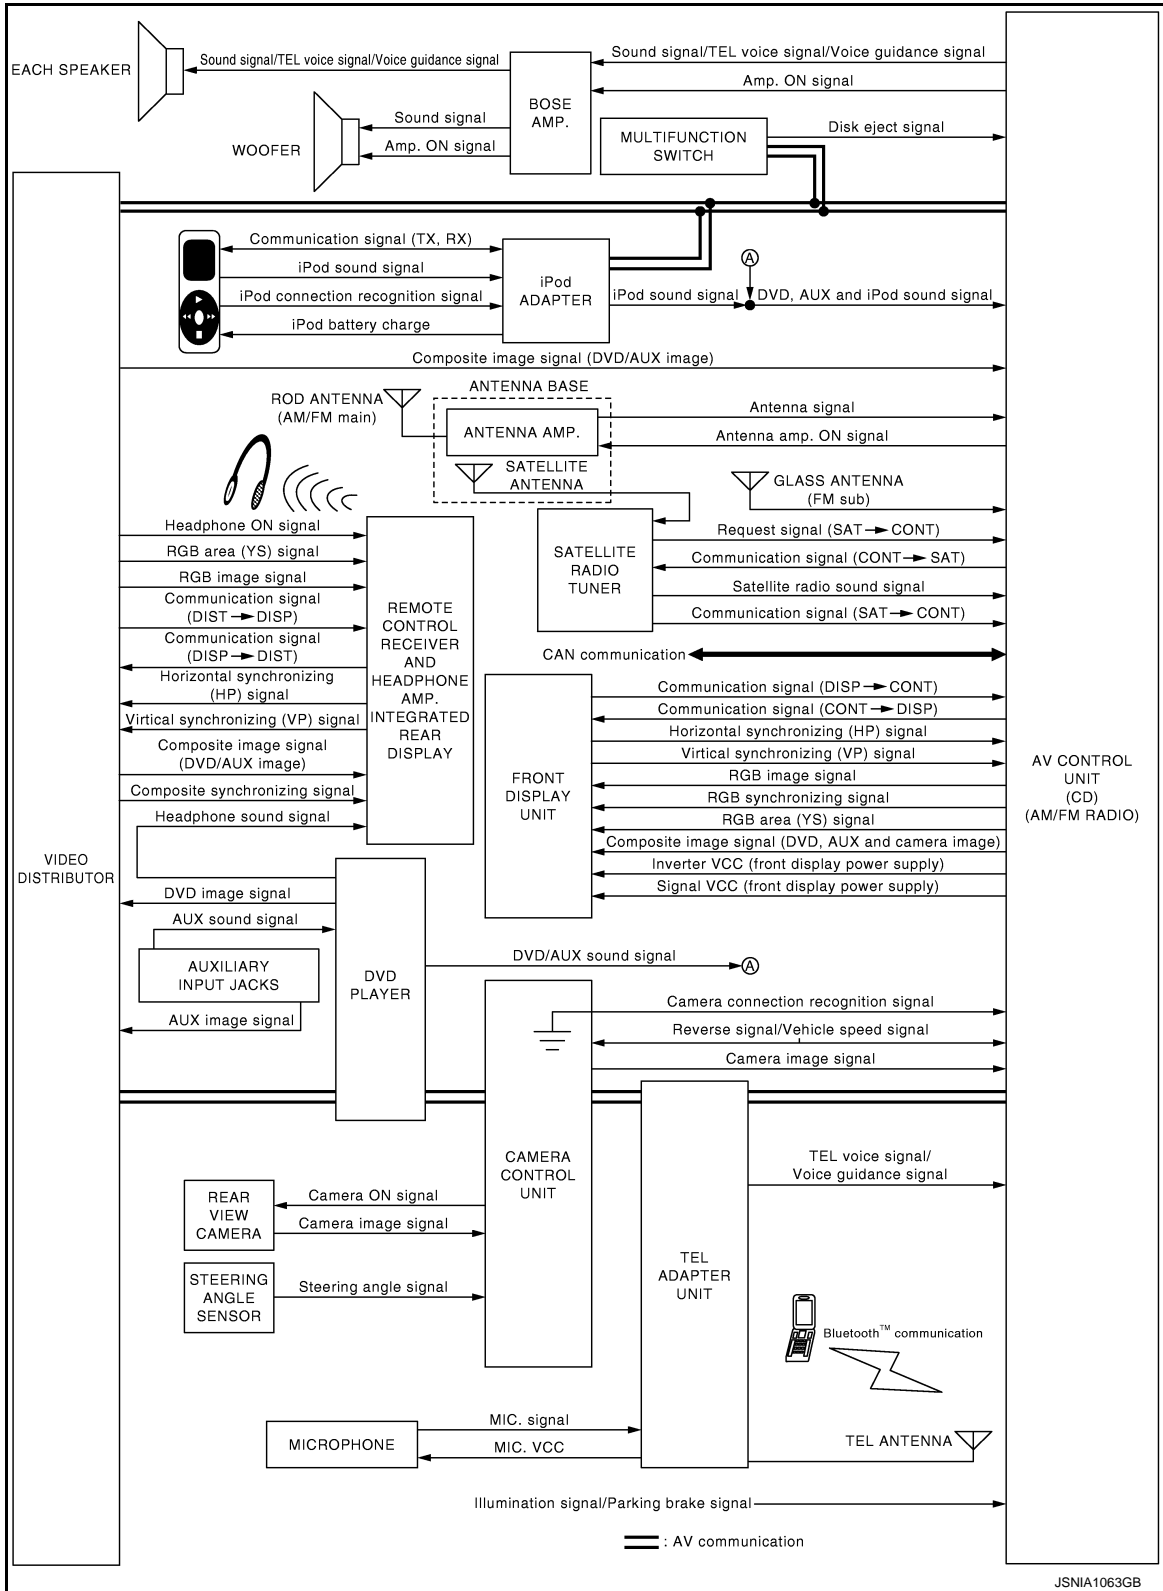 EACH SPEAKER
Sound signal/TEL voice signal/Voice guidance signal
Sound signal/TEL voice signal/Voice guidance signal
Amp. ON signal
BOSE
AMP.
Sound signal
Amp. ON signal
WOOFER
MULTIFUNCTION
SWITCH
Disk eject signal
Communication signal (TX, RX)
iPod sound signal
iPod connection recognition signal
iPod battery charge
iPod
ADAPTER
iPod sound signal
A
DVD, AUX and iPod sound signal
Composite image signal (DVD/AUX image)
ROD ANTENNA
(AM/FM main)
ANTENNA BASE
ANTENNA AMP.
SATELLITE
ANTENNA
Antenna signal
Antenna amp. ON signal
GLASS ANTENNA
(FM sub)
SATELLITE
RADIO
TUNER
Request signal (SAT → CONT)
Communication signal (CONT → SAT)
Satellite radio sound signal
Communication signal (SAT → CONT)
CAN communication
Headphone ON signal
RGB area (YS) signal
RGB image signal
Communication signal
(DIST → DISP)
Communication signal
(DISP → DIST)
Horizontal synchronizing
(HP) signal
Virtical synchronizing (VP) signal
Composite image signal
(DVD/AUX image)
Composite synchronizing signal
Headphone sound signal
REMOTE
CONTROL
RECEIVER
AND
HEADPHONE
AMP.
INTEGRATED
REAR
DISPLAY
FRONT
DISPLAY
UNIT
Communication signal (DISP → CONT)
Communication signal (CONT → DISP)
Horizontal synchronizing (HP) signal
Virtical synchronizing (VP) signal
RGB image signal
RGB synchronizing signal
RGB area (YS) signal
Composite image signal (DVD, AUX and camera image)
Inverter VCC (front display power supply)
Signal VCC (front display power supply)
AV CONTROL
UNIT
(CD)
(AM/FM RADIO)
VIDEO
DISTRIBUTOR
DVD image signal
AUX sound signal
AUXILIARY
INPUT JACKS
AUX image signal
DVD
PLAYER
DVD/AUX sound signal
A
Camera connection recognition signal
Reverse signal/Vehicle speed signal
Camera image signal
CAMERA
CONTROL
UNIT
TEL voice signal/
Voice guidance signal
REAR
VIEW
CAMERA
Camera ON signal
Camera image signal
STEERING
ANGLE
SENSOR
Steering angle signal
TEL
ADAPTER
UNIT
Bluetooth™ communication
MICROPHONE
MIC. signal
MIC. VCC
TEL ANTENNA
Illumination signal/Parking brake signal
: AV communication
JSNIA1063GB